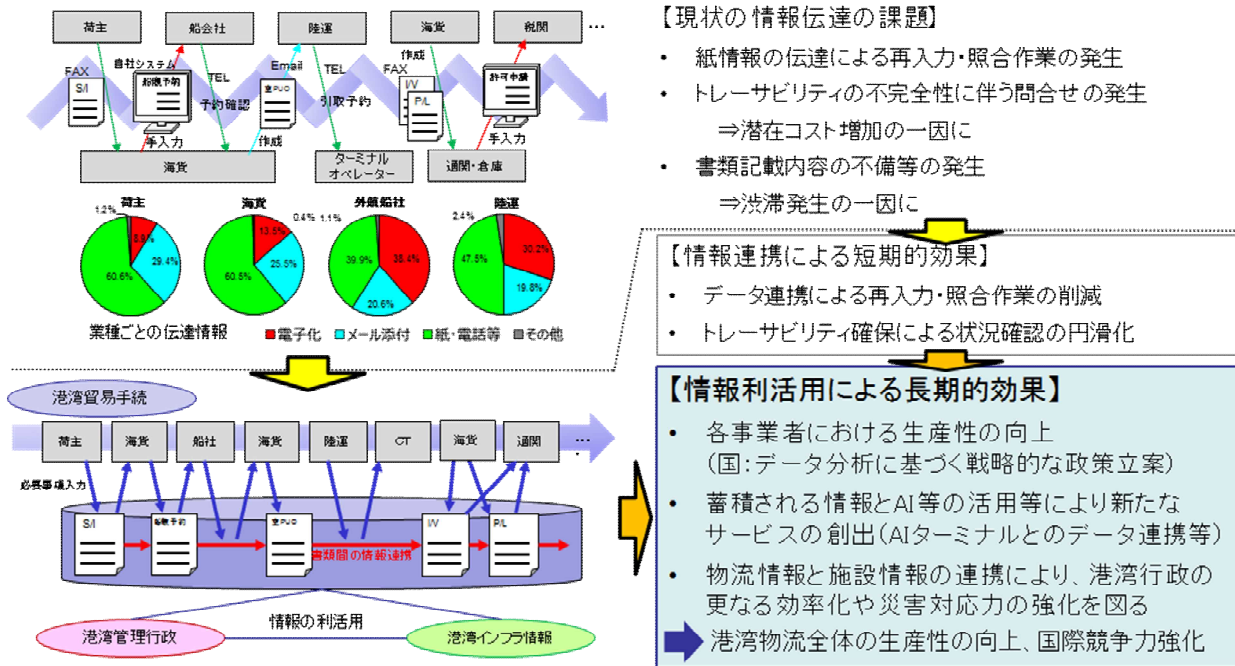 荷主
船会社
陸運
海貨
税関
…
FAX
自社システム
TEL
Email
TEL
FAX
作成
S/I
船腹予約
予約確認
空PUO
引取予約
I/V
P/L
許可申請
手入力
作成
手入力
海貨
ターミナル
オペレーター
通関・倉庫
荷主
海貨
外航船社
陸運
1.2%
8.8%
29.4%
60.6%
0.4%
13.5%
25.5%
60.5%
1.1%
38.4%
20.6%
39.9%
2.4%
30.2%
19.8%
47.5%
業種ごとの伝達情報
電子化
メール添付
紙・電話等
その他
【現状の情報伝達の課題】
・ 紙情報の伝達による再入力・照合作業の発生
・ トレーサビリティの不完全性に伴う問合せの発生
⇒潜在コスト増加の一因に
・ 書類記載内容の不備等の発生
⇒渋滞発生の一因に
【情報連携による短期的効果】
・ データ連携による再入力・照合作業の削減
・ トレーサビリティ確保による状況確認の円滑化
港湾貿易手続
荷主
海貨
船社
海貨
陸運
CT
海貨
通関
…
必要事項入力
S/I
船腹予約
空PUO
I/V
P/L
書類間の情報連携
情報の利活用
港湾管理行政
港湾インフラ情報
【情報利活用による長期的効果】
・ 各事業者における生産性の向上
(国:データ分析に基づく戦略的な政策立案)
・ 蓄積される情報とAI等の活用等により新たな
サービスの創出(AIターミナルとのデータ連携等)
・ 物流情報と施設情報の連携により、港湾行政の
更なる効率化や災害対応力の強化を図る
港湾物流全体の生産性の向上、国際競争力強化